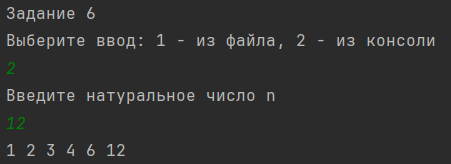 Задание 6
Выберите ввод: 1 - из файла, 2 - из консоли
2
Введите натуральное число n
12
1 2 3 4 6 12